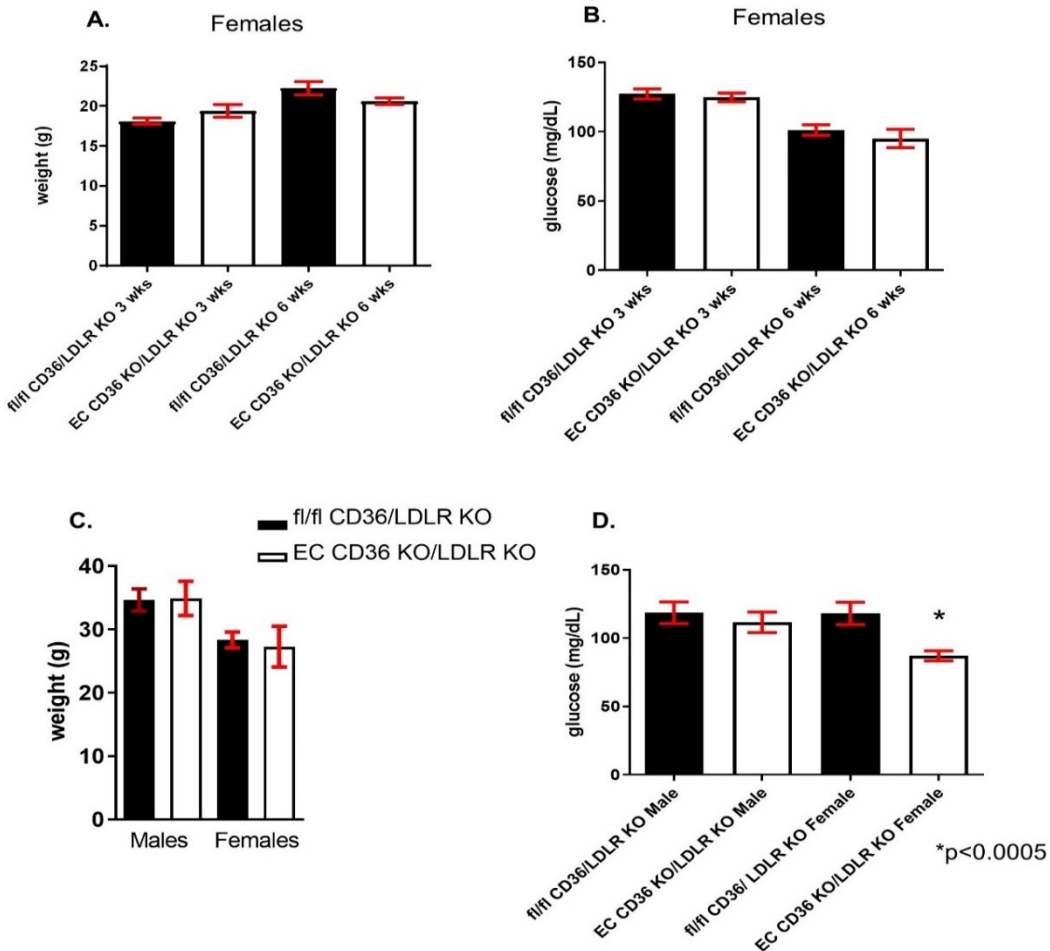 A.
Females
weight (g)
25
20
15
10
5
0
fl/fl CD36/LDLR KO 3 wks
EC CD36 KO/LDLR KO 3 wks
fl/fl CD36/LDLR KO 6 wks
EC CD36 KO/LDLR KO 6 wks
B.
Females
glucose (mg/dL)
150
100
50
0
fl/fl CD36/LDLR KO 3 wks
EC CD36 KO/LDLR KO 3 wks
fl/fl CD36/LDLR KO 6 wks
EC CD36 KO/LDLR KO 6 wks
C.
fl/fl CD36/LDLR KO
EC CD36 KO/LDLR KO
weight (g)
40
30
20
10
0
Males Females
D.
glucose (mg/dL)
150
100
50
0
*
fl/fl CD36/LDLR KO Male
EC CD36 KO/LDLR KO Male
fl/fl CD36/ LDLR KO Female
EC CD36 KO/LDLR KO Female
*p<0.0005